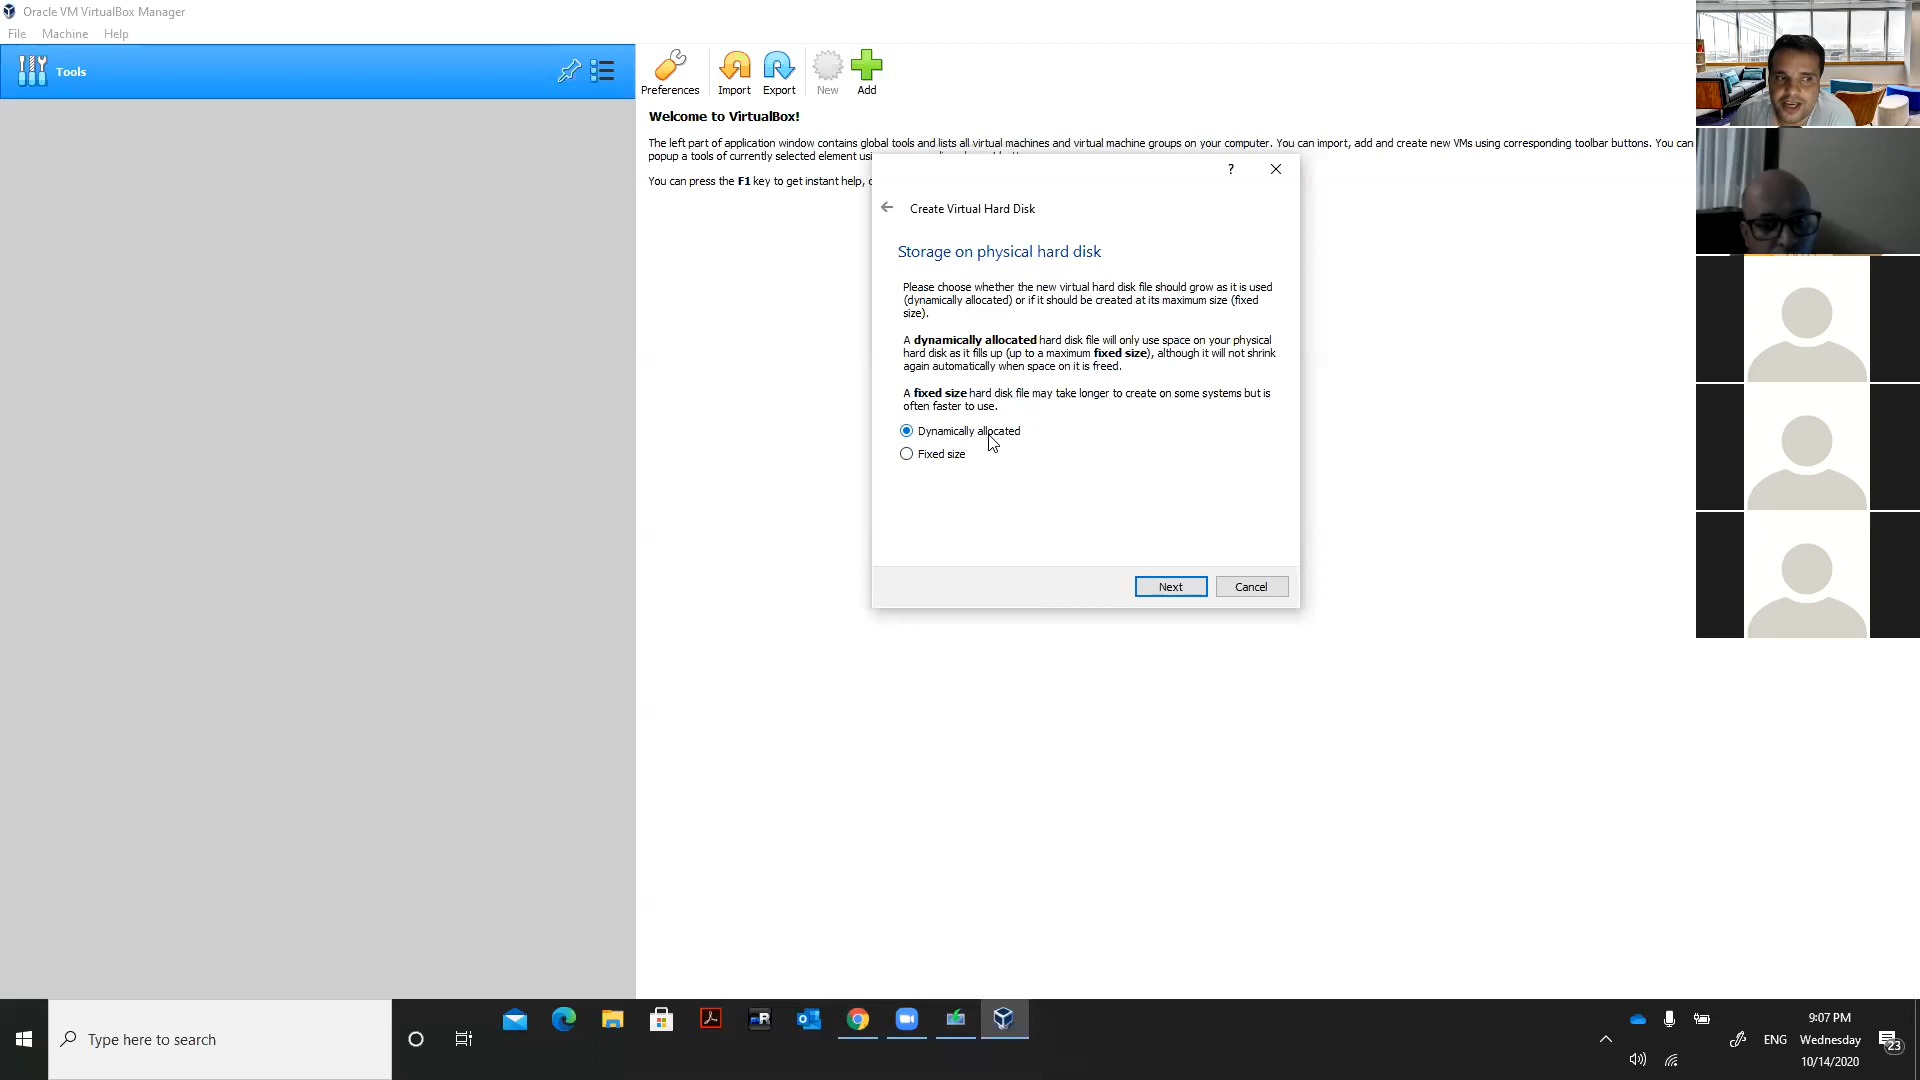 Oracle VM VirtualBox Manager
File Machine Help
Tools
Preferences Import Export New Add
Welcome to VirtualBox!
The left part of application window contains global tools and lists all virtual machines and virtual machine groups on your computer. You can import, add and create new VMs using corresponding toolbar buttons. You can
popup a tools of currently selected element usi
You can press the F1 key to get instant help,
?
Create Virtual Hard Disk
Storage on physical hard disk
Please choose whether the new virtual hard disk file should grow as it is used
(dynamically allocated) or if it should be created at its maximum size (fixed
size).
A dynamically allocated hard disk file will only use space on your physical
hard disk as it fills up (up to a maximum fixed size), although it will not shrink
again automatically when space on it is freed.
A fixed size hard disk file may take longer to create on some systems but is
often faster to use.
Dynamically allocated
Fixed size
Next Cancel
Type here to search
9:07 PM
ENG Wednesday 23
10/14/2020